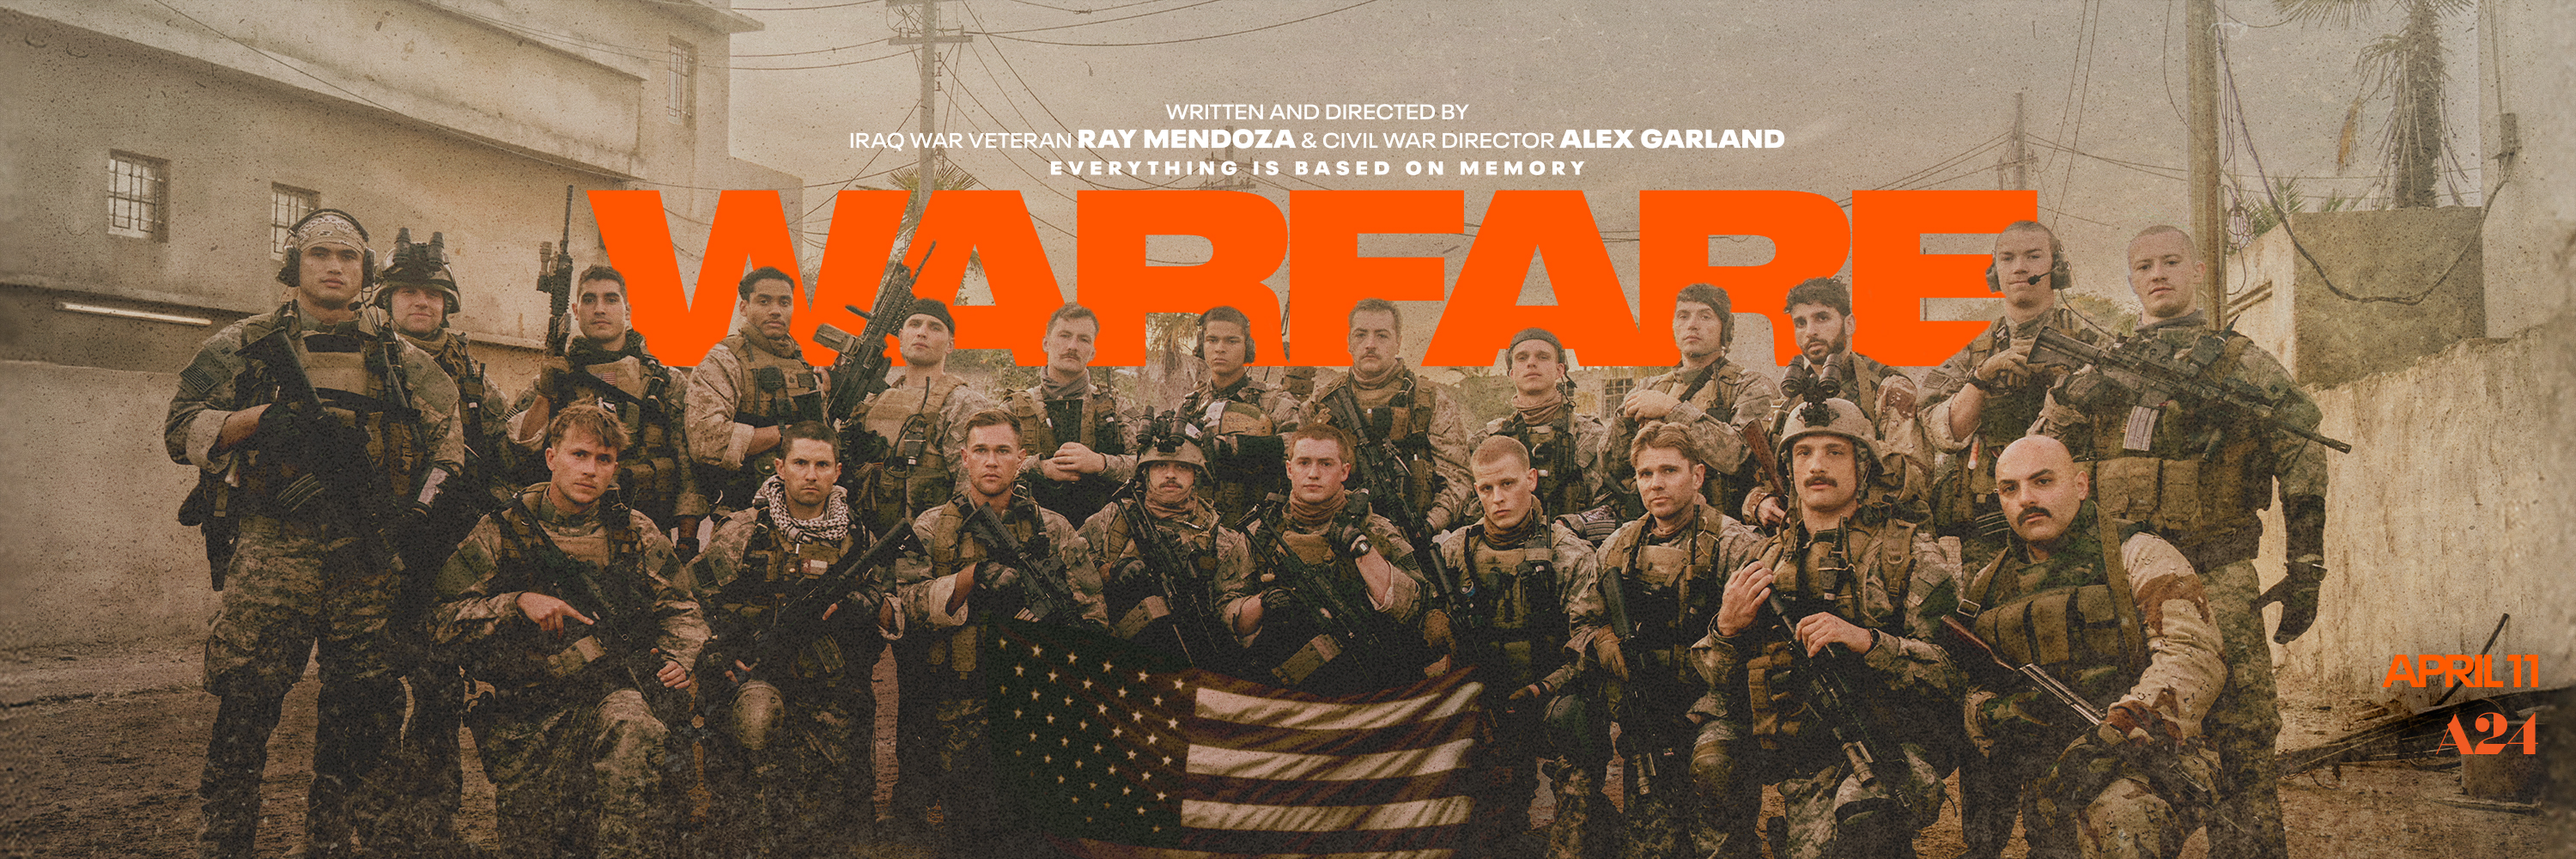 WRITTEN AND DIRECTED BY
IRAQ WAR VETERAN RAY MENDOZA & CIVIL WAR DIRECTOR ALEX GARLAND
EVERYTHING IS BASED ON MEMORY
WARFARE
APRIL 11
A24